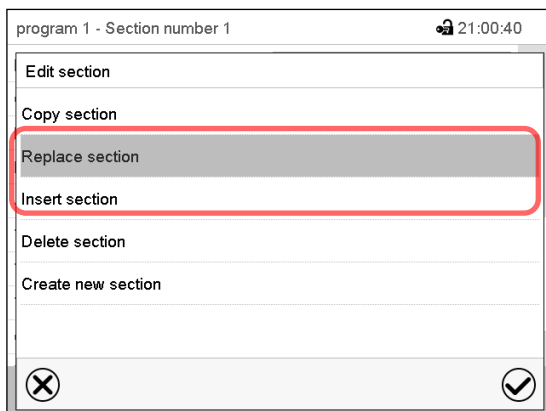 program 1 - Section number 1 21:00:40
Edit section
Copy section
Replace section
Insert section
Delete section
Create new section